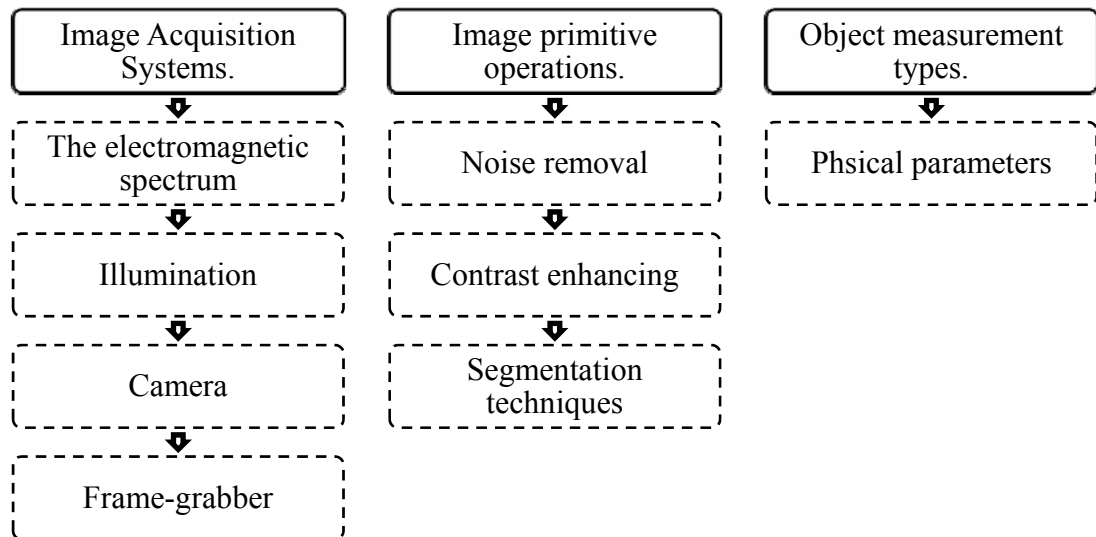 Image Acquisition
Systems.
The electromagnetic
spectrum
Illumination
Camera
Frame-grabber
Image primitive
operations.
Noise removal
Contrast enhancing
Segmentation
techniques
Object measurement
types.
Phsical parameters